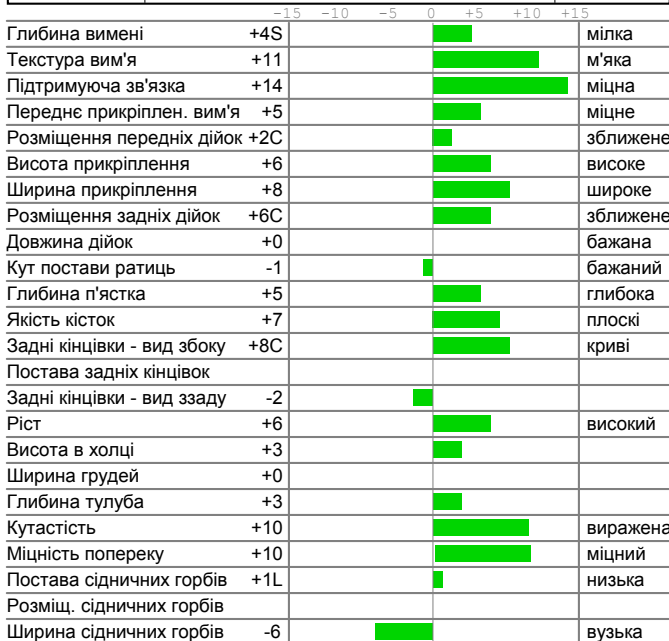 -15 -10 -5 0 +5 +10 +15
Глибина вимені +4S мілка
Текстура вим'я +11 м'яка
Підтримуюча зв'язка +14 міцна
Переднє прикріплен. вим'я +5 міцне
Розміщення передніх дійок +2C зближене
Висота прикріплення +6 високе
Ширина прикріплення +8 широке
Розміщення задніх дійок +6C зближене
Довжина дійок +0 бажана
Кут постави ратиць -1 бажаний
Глибина п'ястка +5 глибока
Якість кісток +7 плоскі
Задні кінцівки - вид збоку +8C криві
Постава задніх кінцівок
Задні кінцівки - вид ззаду -2
Ріст +6 високий
Висота в холці +3
Ширина грудей +0
Глибина тулуба +3
Кутастість +10 виражена
Міцність попереку +10 міцний
Постава сідничних горбів +1L низька
Розміщ. сідничних горбів
Ширина сідничних горбів -6 вузька